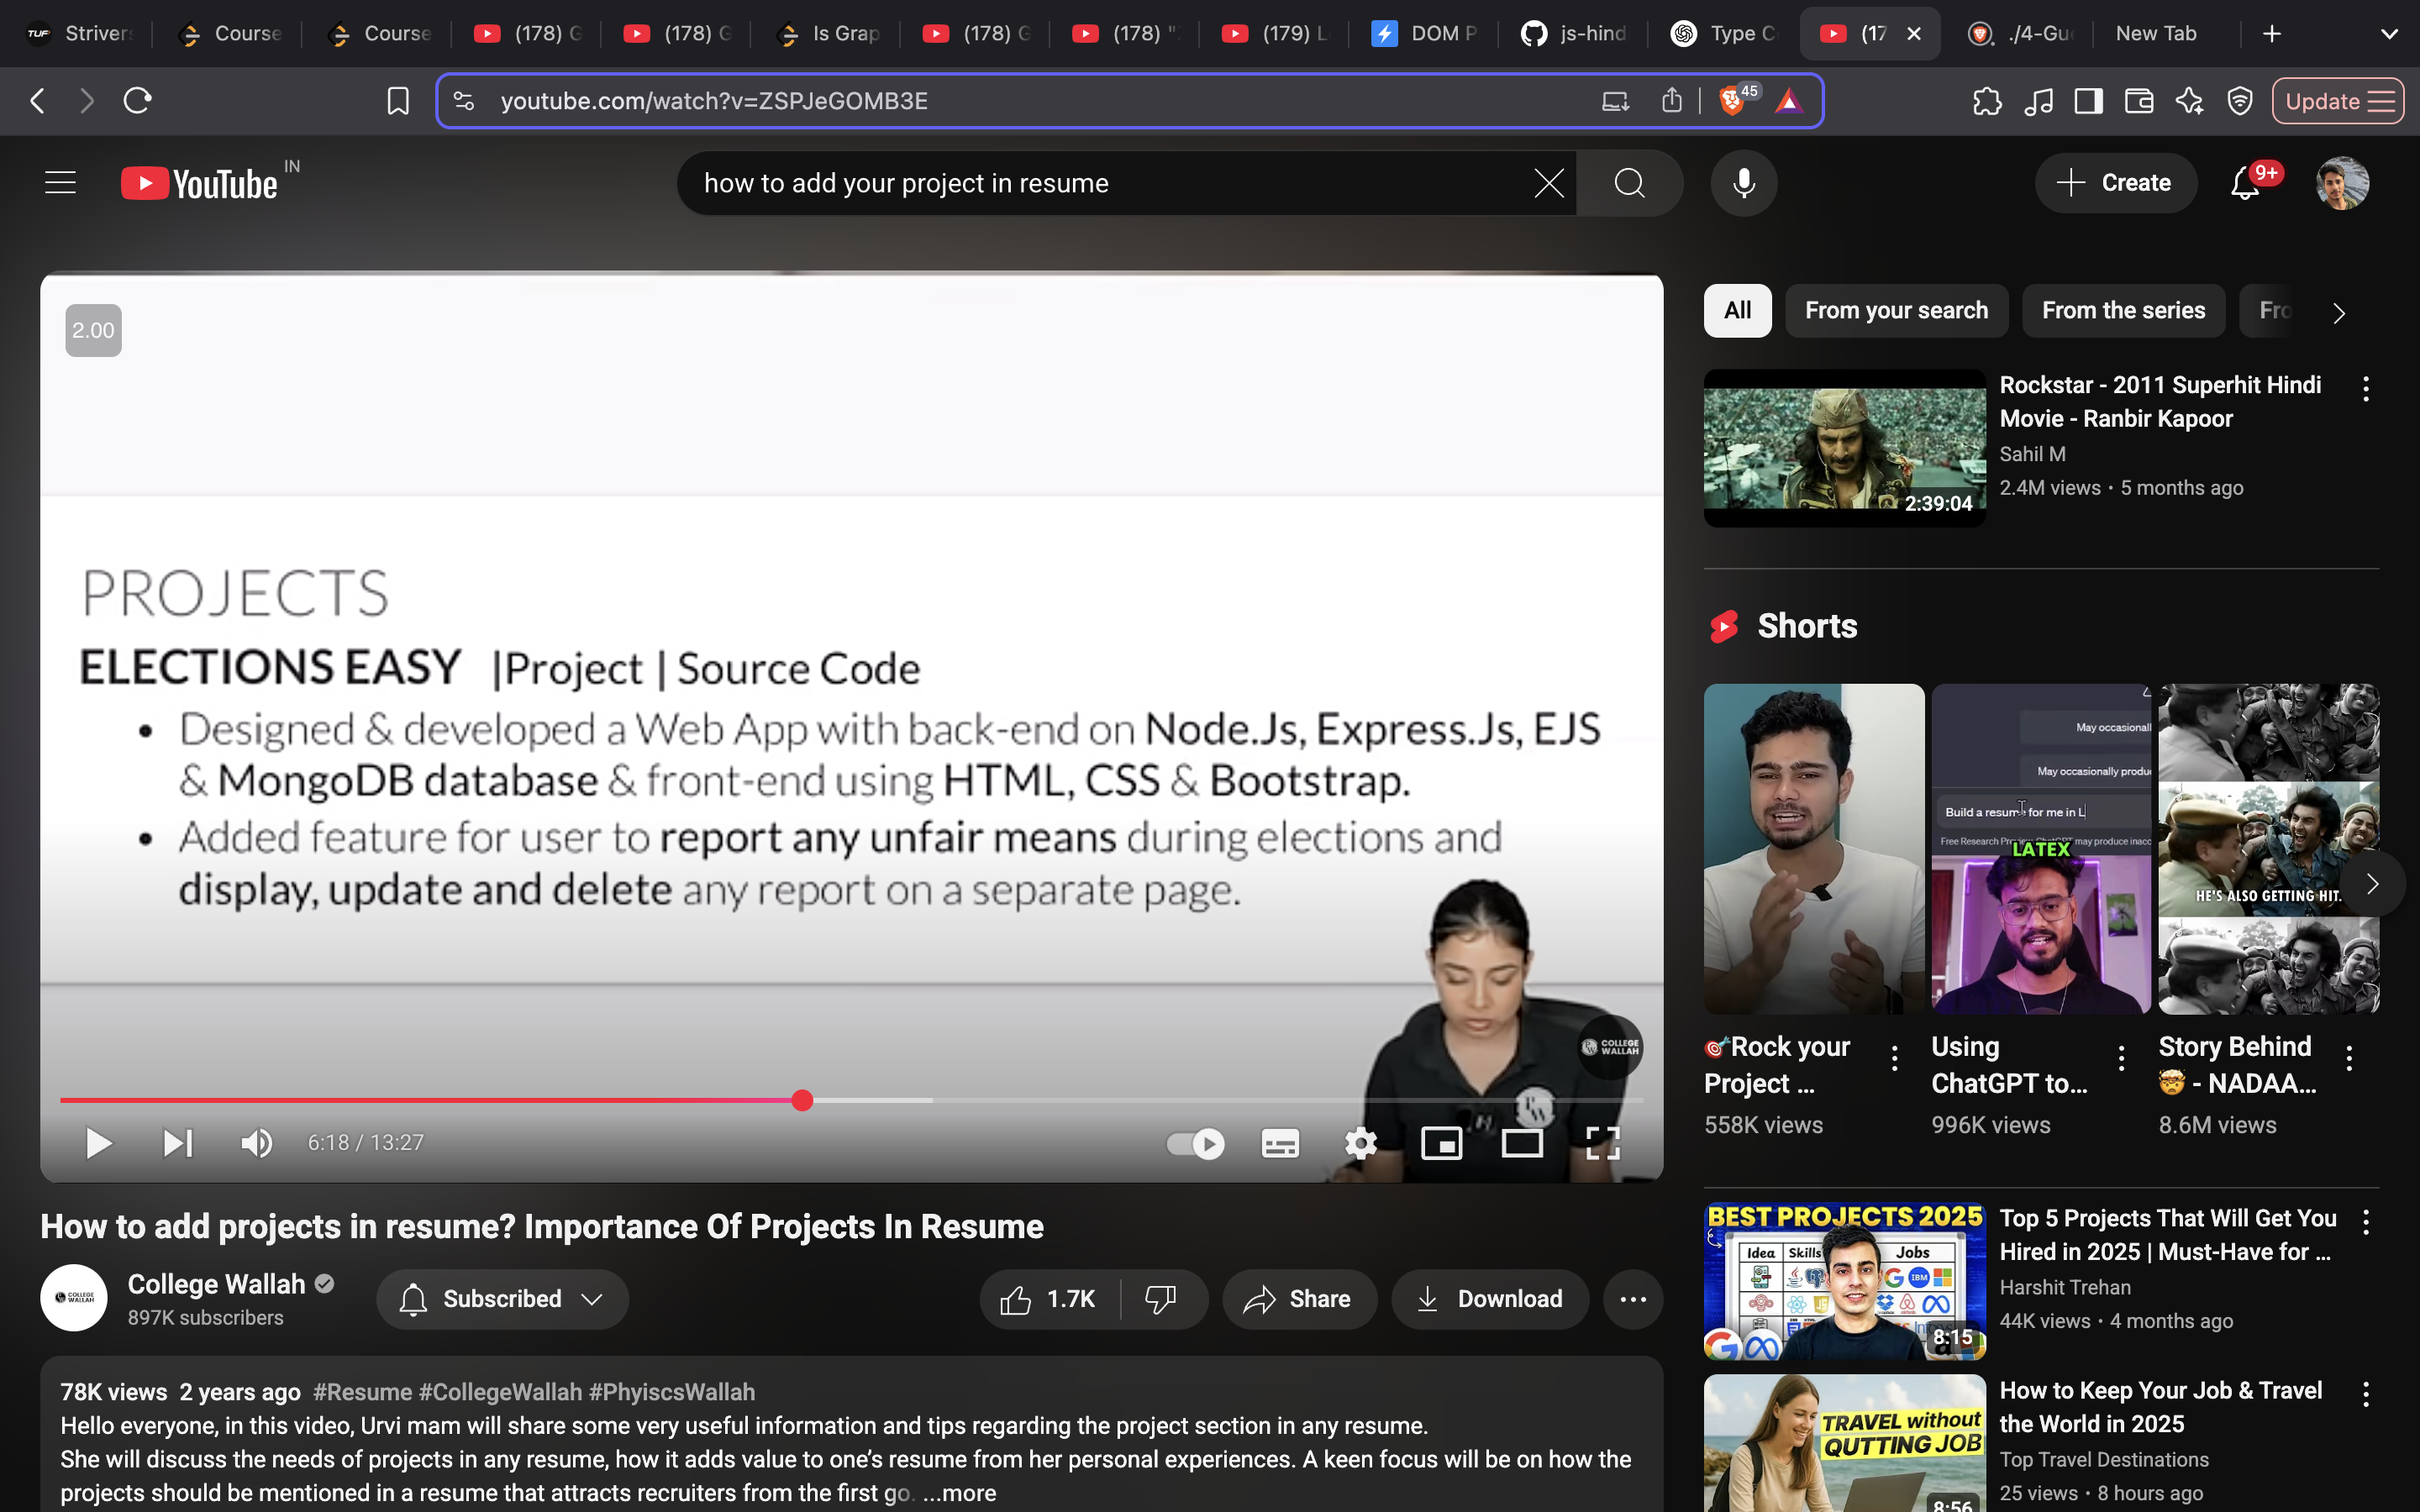 Strivers
Course
Course
(178) G
(178) G
Is Grap
(178) G
(178) "
(179) L
DOM P
js-hind
Type C
(17
./4-Gu
New Tab
youtube.com/watch?v=ZSPJeGOMB3E
45
Update
YouTube IN
how to add your project in resume
Create
9+
2.00
PROJECTS
ELECTIONS EASY |Project | Source Code
• Designed & developed a Web App with back-end on Node.Js, Express.Js, EJS
& MongoDB database & front-end using HTML, CSS & Bootstrap.
• Added feature for user to report any unfair means during elections and
display, update and delete any report on a separate page.
COLLEGE
WALLAH
6:18 / 13:27
How to add projects in resume? Importance Of Projects In Resume
College Wallah
897K subscribers
Subscribed
1.7K
Share
Download
78K views 2 years ago #Resume #CollegeWallah #PhyiscsWallah
Hello everyone, in this video, Urvi mam will share some very useful information and tips regarding the project section in any resume.
She will discuss the needs of projects in any resume, how it adds value to one's resume from her personal experiences. A keen focus will be on how the
projects should be mentioned in a resume that attracts recruiters from the first go. ...more
All
From your search
From the series
Fro
2:39:04
Rockstar - 2011 Superhit Hindi
Movie - Ranbir Kapoor
Sahil M
2.4M views • 5 months ago
Shorts
May occasionall
May occasionally produc
Build a resume for me in L
LATEX
HE'S ALSO GETTING HIT.
🎯Rock your
Project ...
558K views
Using
ChatGPT to...
996K views
Story Behind
🤯 - NADAA...
8.6M views
BEST PROJECTS 2025
Idea Skills Jobs
IBM
8:15
Top 5 Projects That Will Get You
Hired in 2025 | Must-Have for ...
Harshit Trehan
44K views • 4 months ago
TRAVEL without
QUTTING JOB
8:56
How to Keep Your Job & Travel
the World in 2025
Top Travel Destinations
25 views • 8 hours ago